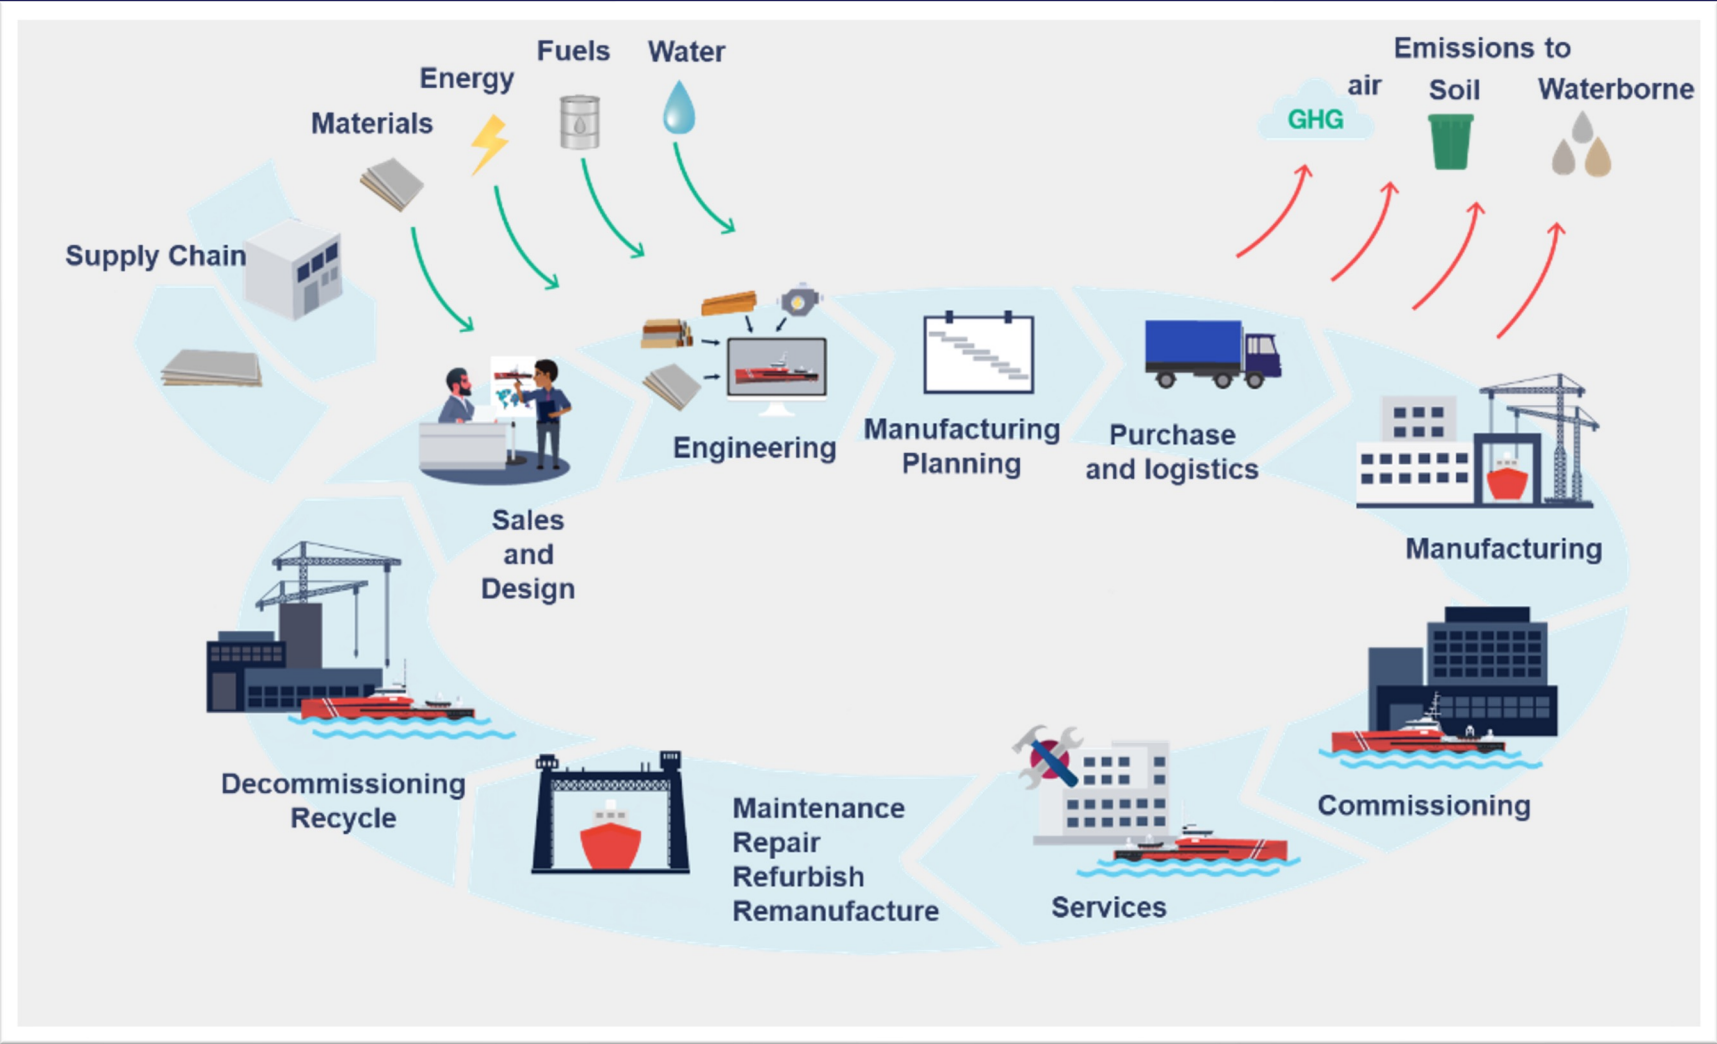 Materials
Energy
Fuels
Water
Emissions to
air
Soil
Waterborne
GHG
Supply Chain
Sales
and
Design
Engineering
Manufacturing
Planning
Purchase
and logistics
Manufacturing
Commissioning
Services
Maintenance
Repair
Refurbish
Remanufacture
Decommissioning
Recycle